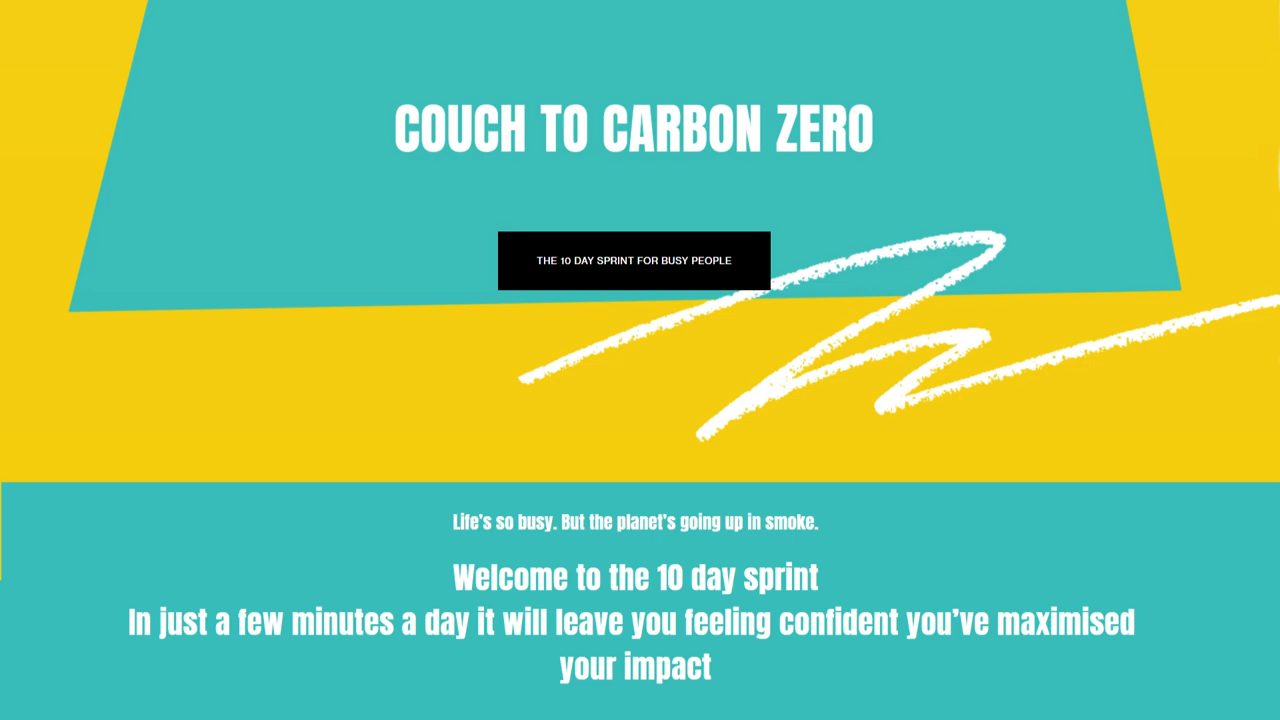 COUCH TO CARBON ZERO
THE 10 DAY SPRINT FOR BUSY PEOPLE
Life’s so busy. But the planet’s going up in smoke.
Welcome to the 10 day sprint
In just a few minutes a day it will leave you feeling confident you’ve maximised
your impact